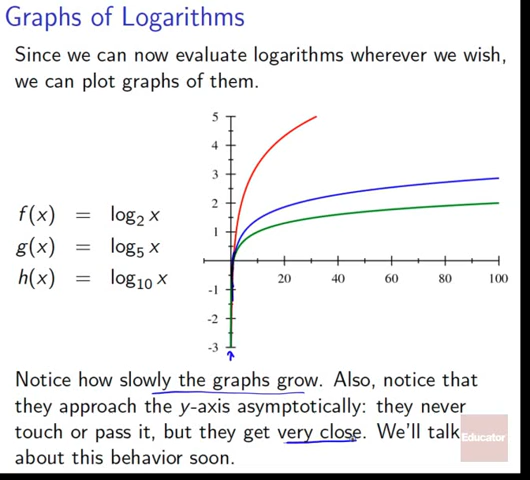 Graphs of Logarithms
Since we can now evaluate logarithms wherever we wish,
we can plot graphs of them.
5
4
3
2
1
-1
-2
-3
20 40 60 80 100
f(x) = log₂ x
g(x) = log₅ x
h(x) = log₁₀ x
Notice how slowly the graphs grow. Also, notice that
they approach the y-axis asymptotically: they never
touch or pass it, but they get very close. We'll talk
about this behavior soon.
Educator